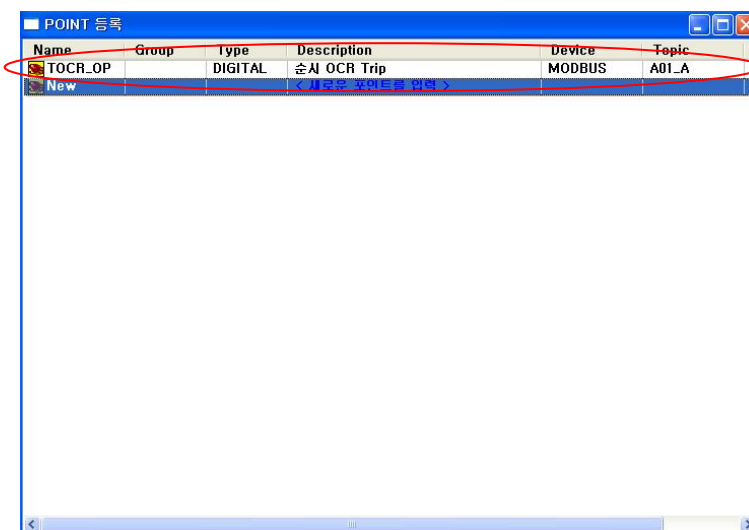 POINT 등록
Name Group Type Description Device Topic
TOCR_OP DIGITAL 순시 OCR Trip MODBUS A01_A
New < 새로운 포인트를 입력 >